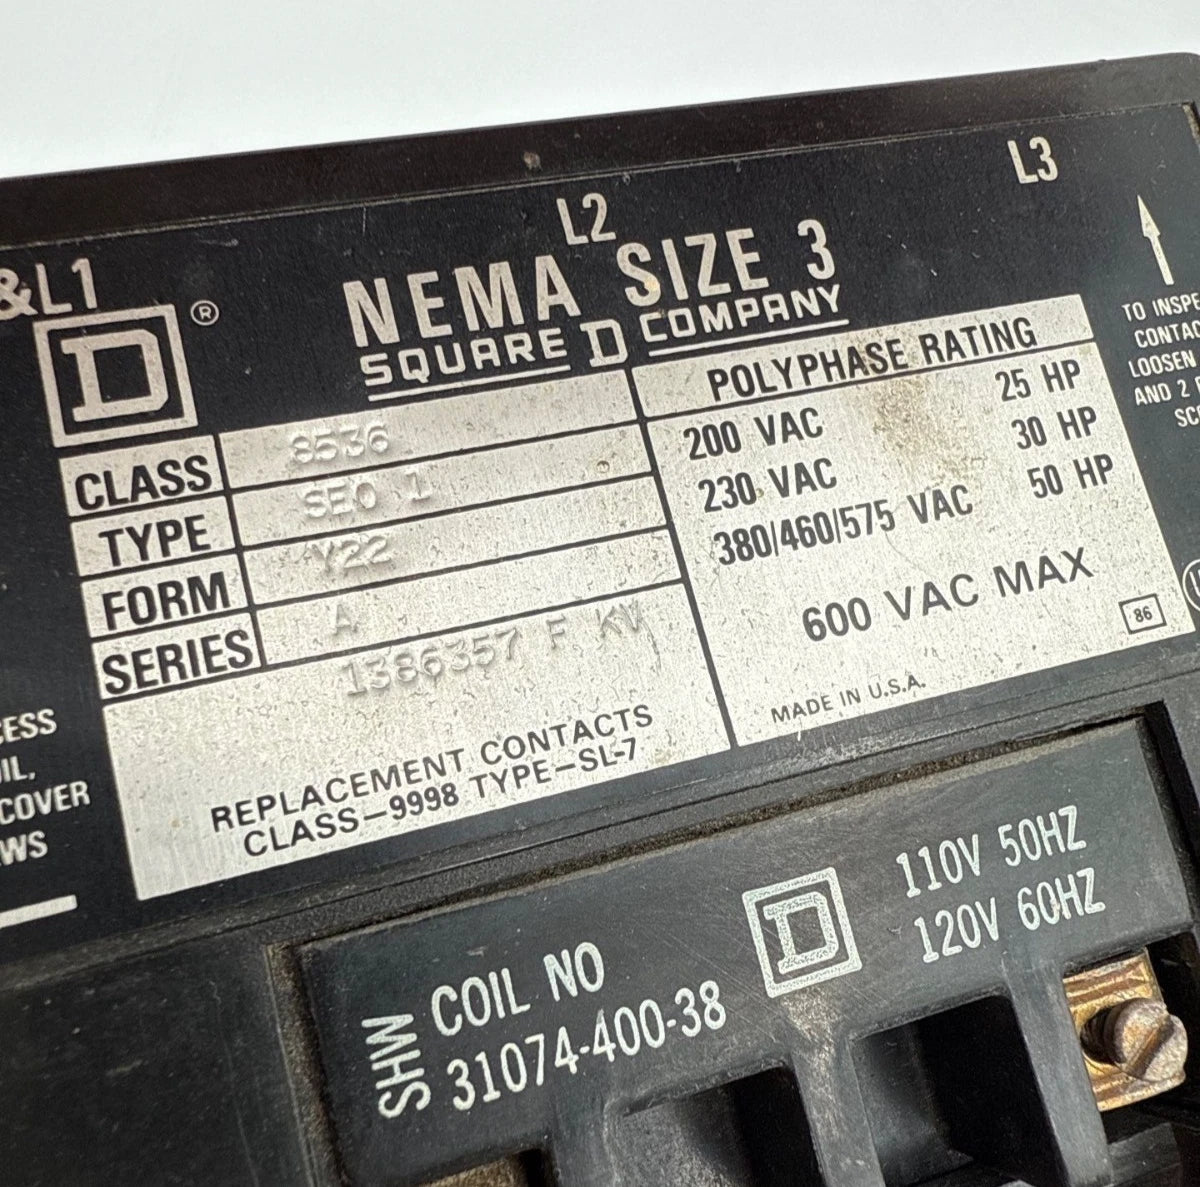 L3
L2
&L1
NEMA SIZE 3
SQUARE D COMPANY
D ®
CLASS 8536
TYPE SEO 1
FORM Y22
SERIES A
1386357 F KV
REPLACEMENT CONTACTS
CLASS-9998 TYPE-SL-7
POLYPHASE RATING
200 VAC 25 HP
230 VAC 30 HP
380/460/575 VAC 50 HP
600 VAC MAX
86
MADE IN U.S.A.
TO INSPE
CONTAC
LOOSEN
AND 2
SC
CESS
IL.
COVER
WS
SHW
COIL NO
31074-400-38
D
110V 50HZ
120V 60HZ